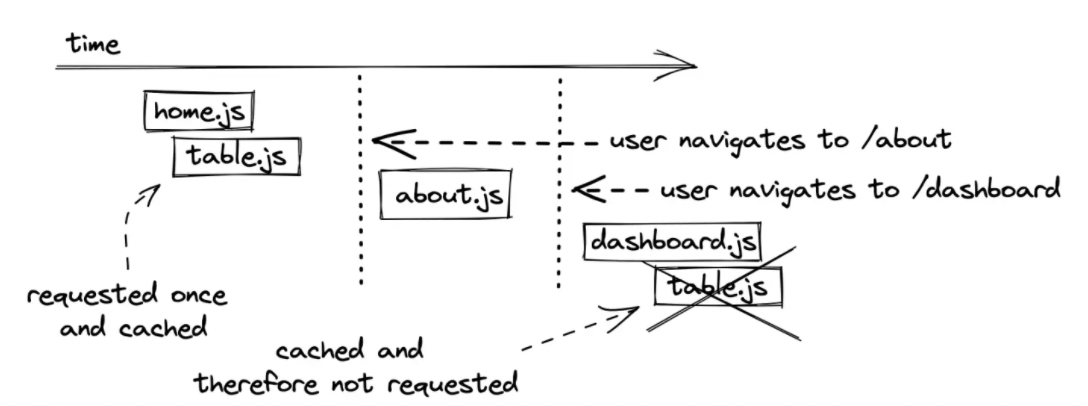 time
home.js
table.js
user navigates to /about
about.js
user navigates to /dashboard
dashboard.js
table.js
requested once
and cached
cached and
therefore not requested